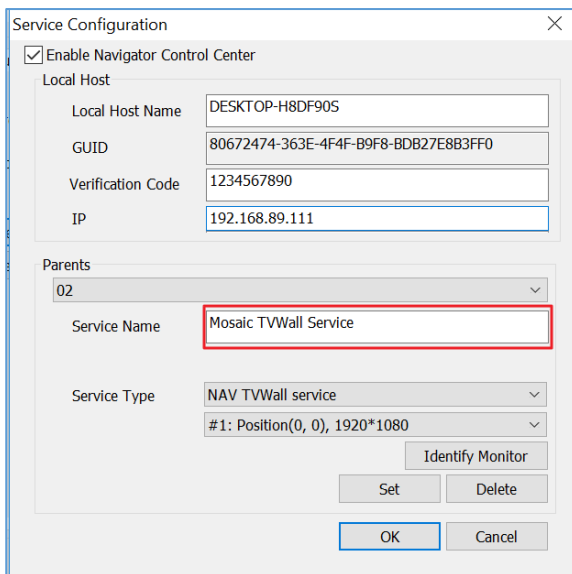 Service Configuration
Enable Navigator Control Center
Local Host
Local Host Name DESKTOP-H8DF90S
GUID 80672474-363E-4F4F-B9F8-BDB27E8B3FF0
Verification Code 1234567890
IP 192.168.89.111
Parents
02
Service Name Mosaic TVWall Service
Service Type NAV TVWall service
#1: Position(0, 0), 1920*1080
Identify Monitor
Set Delete
OK Cancel